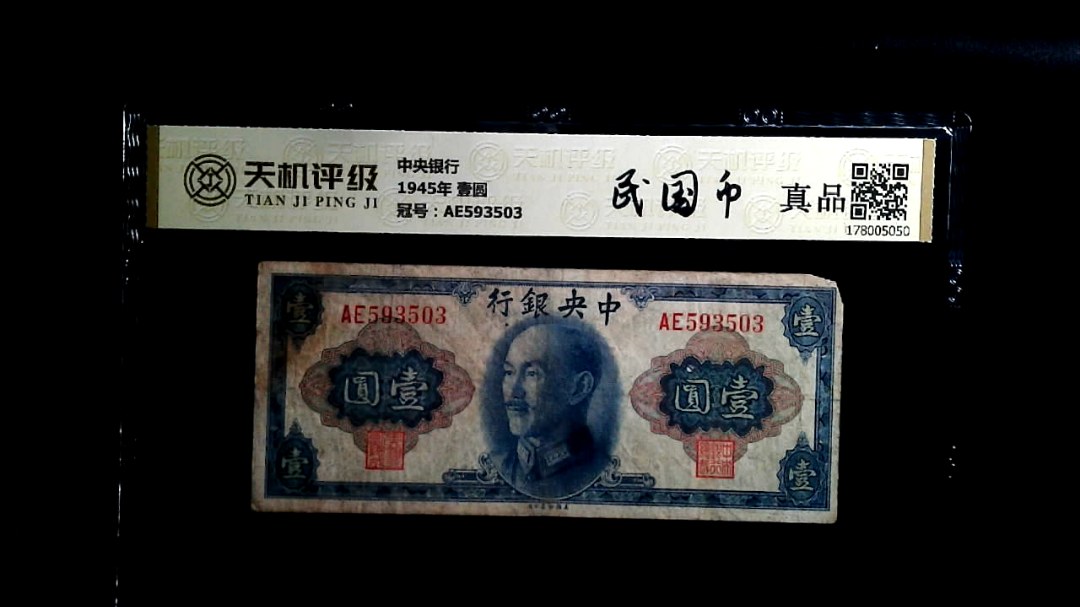 天机评级
TIAN JI PING JI
中央银行
1945年 壹圆
冠号：AE593503
民国币
真品
178005050
行銀央中
AE593503
AE593503
壹
壹
圓壹
圓壹
壹
壹